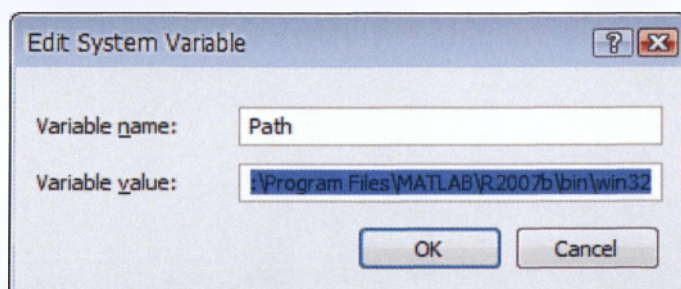 Edit System Variable
Variable name: Path
Variable value: :\Program Files\MATLAB\R2007b\bin\win32
OK Cancel